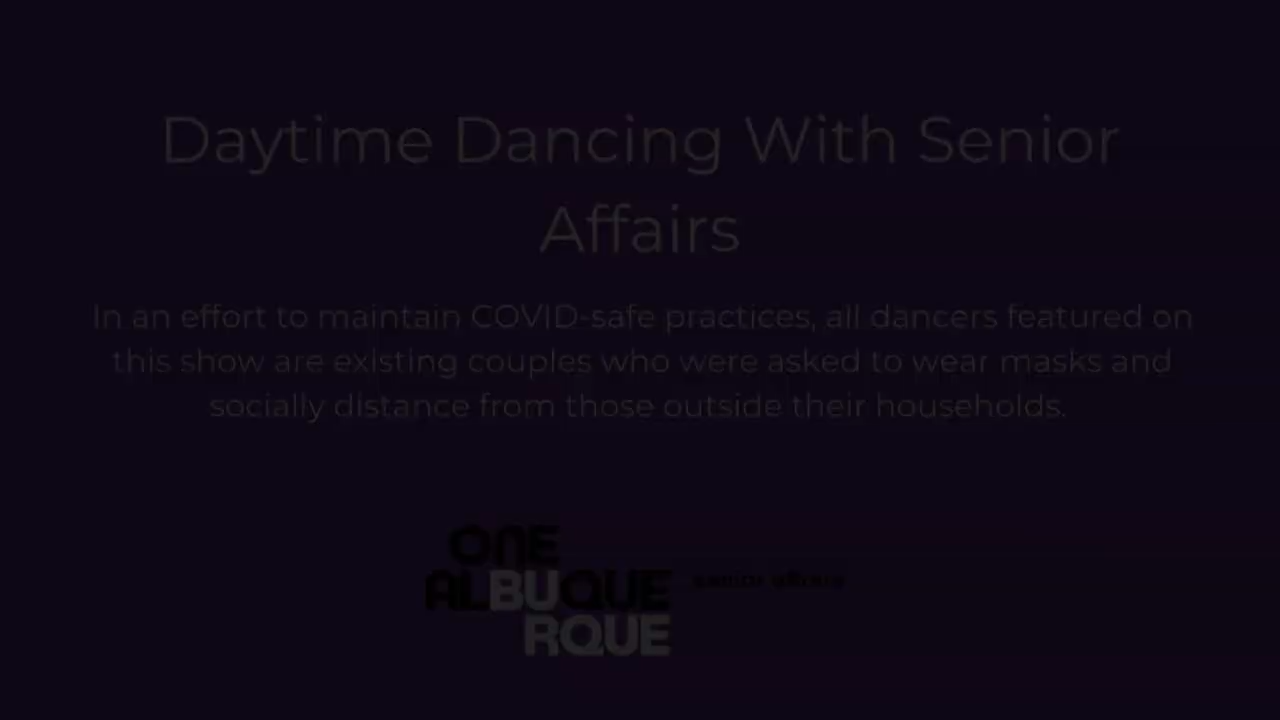 Daytime Dancing With Senior
Affairs
In an effort to maintain COVID-safe practices, all dancers featured on
this show are existing couples who were asked to wear masks and
socially distance from those outside their households.
ONE
ALBUQUE
RQUE
senior affairs